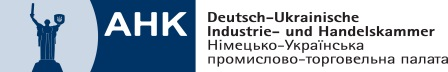 AHK
Deutsch-Ukrainische
Industrie- und Handelskammer
Німецько-Українська
промислово-торговельна палата